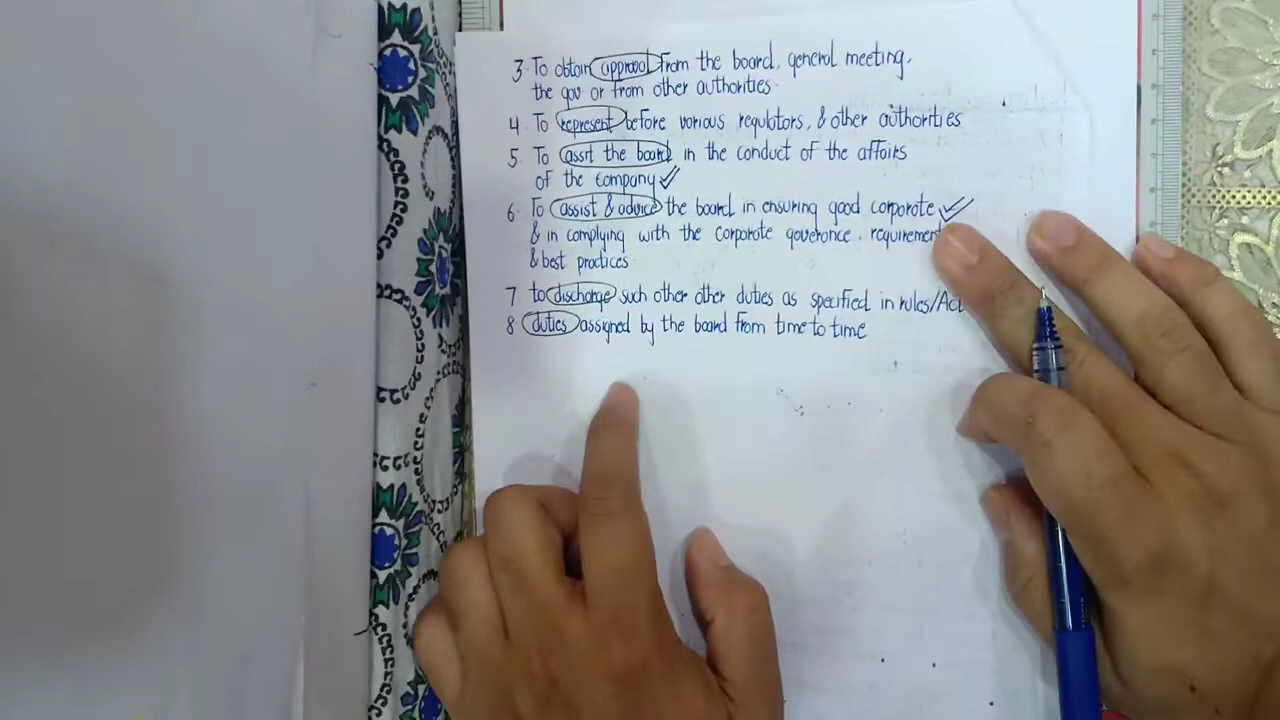 3. To obtain approval from the board, general meeting,
the gov or from other authorities.
4 To represent before various regulators, & other authorities
5. To assit the board in the conduct of the affairs
of the company
6. To assist & advice the board in ensuring good corporate
& in complying with the corporate goverance. requirement
& best practices
7 to discharge such other other duties as specified in rules/Act
8 duties assigned by the board from time to time